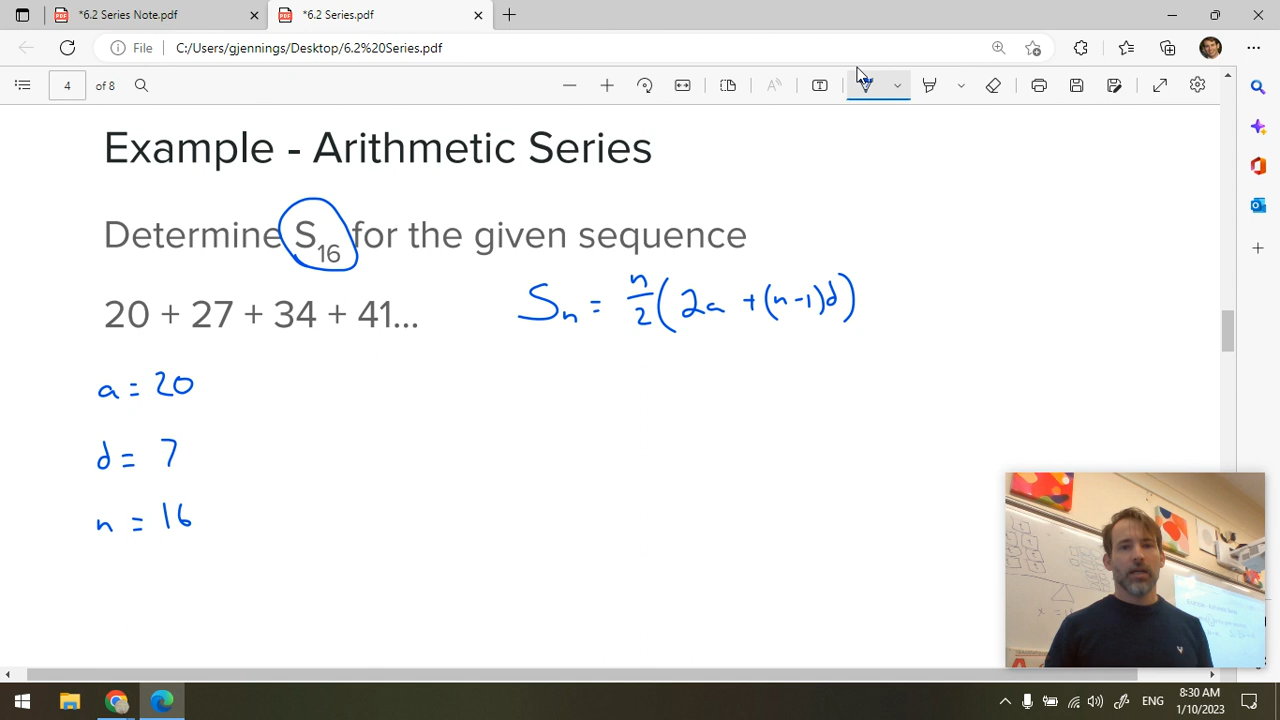 *6.2 Series Note.pdf
*6.2 Series.pdf
File C:/Users/gjennings/Desktop/6.2%20Series.pdf
4 of 8
Example - Arithmetic Series
Determine S₁₆ for the given sequence
Sₙ = n/2 (2a + (n-1)d)
20 + 27 + 34 + 41...
a = 20
d = 7
n = 16
ENG
8:30 AM
1/10/2023